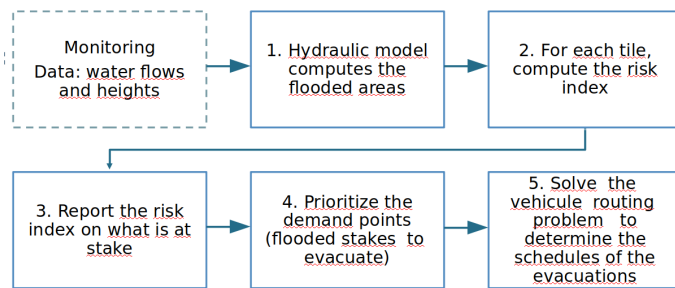 Monitoring
Data: water flows
and heights
1. Hydraulic model
computes the
flooded areas
2. For each tile,
compute the risk
index
3. Report the risk
index on what is at
stake
4. Prioritize the
demand points
(flooded stakes to
evacuate)
5. Solve the
vehicule routing
problem to
determine the
schedules of the
evacuations